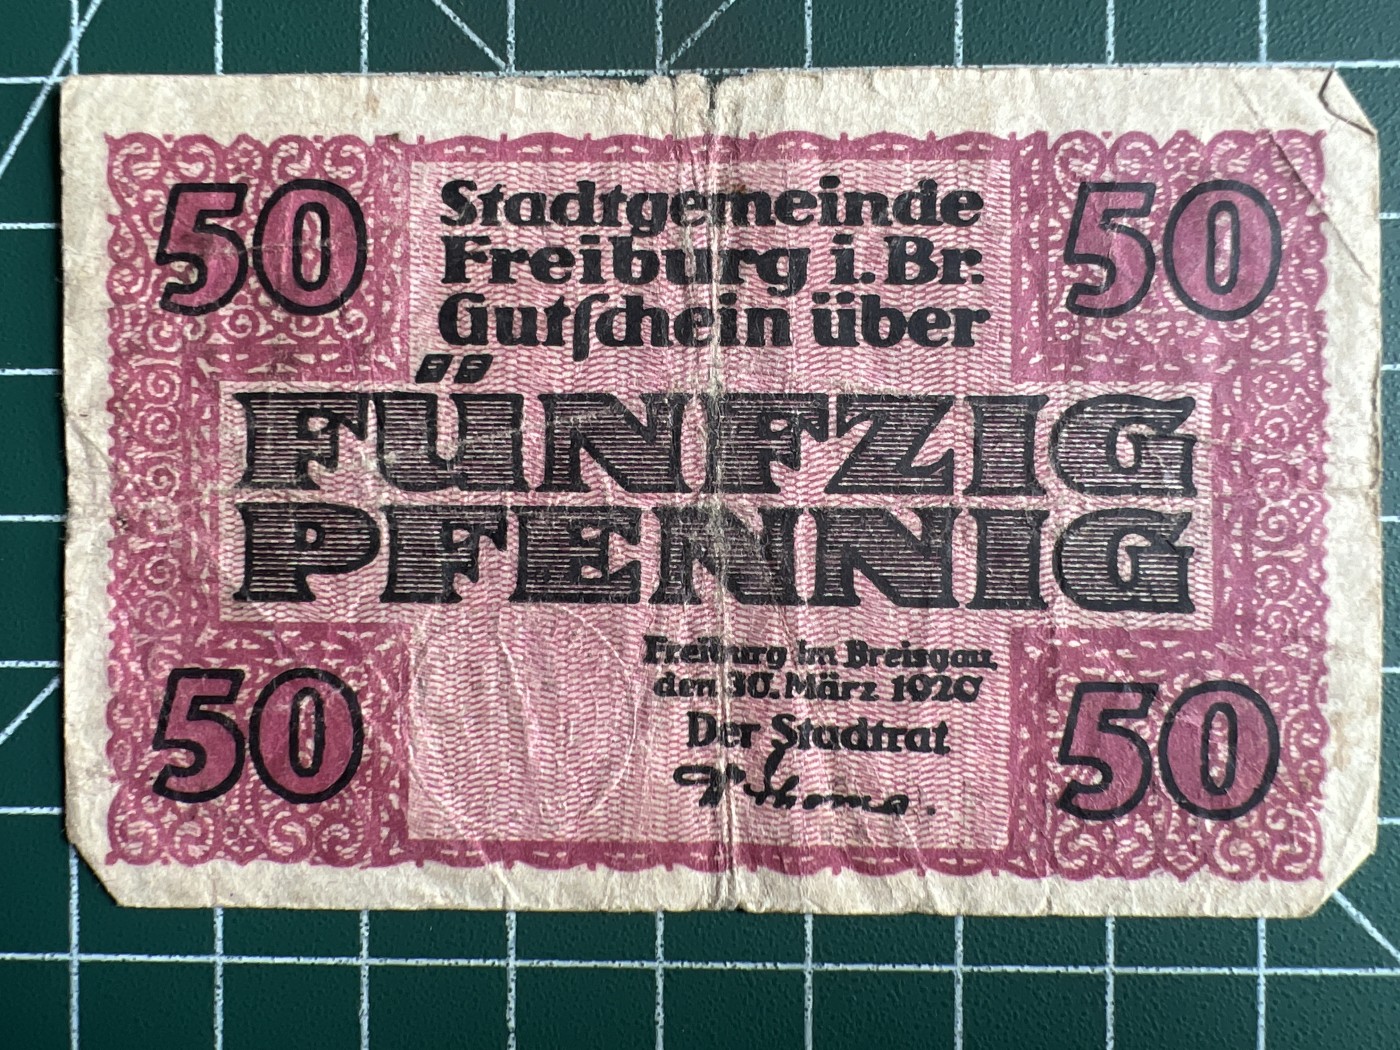 50 50
Stadtgemeinde
Freiburg i. Br.
Gutſchein über
FÜNFZIG
PFENNIG
Freiburg im Breisgau,
den 30. März 1920
Der Stadtrat
50 50